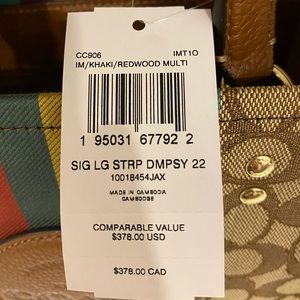 CC906 IMT1O
IM/KHAKI/REDWOOD MULTI
1 95031 67792 2
SIG LG STRP DMPSY 22
10018454JAX
MADE IN CAMBODIA
CAMBODGE
COMPARABLE VALUE
$378.00 USD
$378.00 CAD